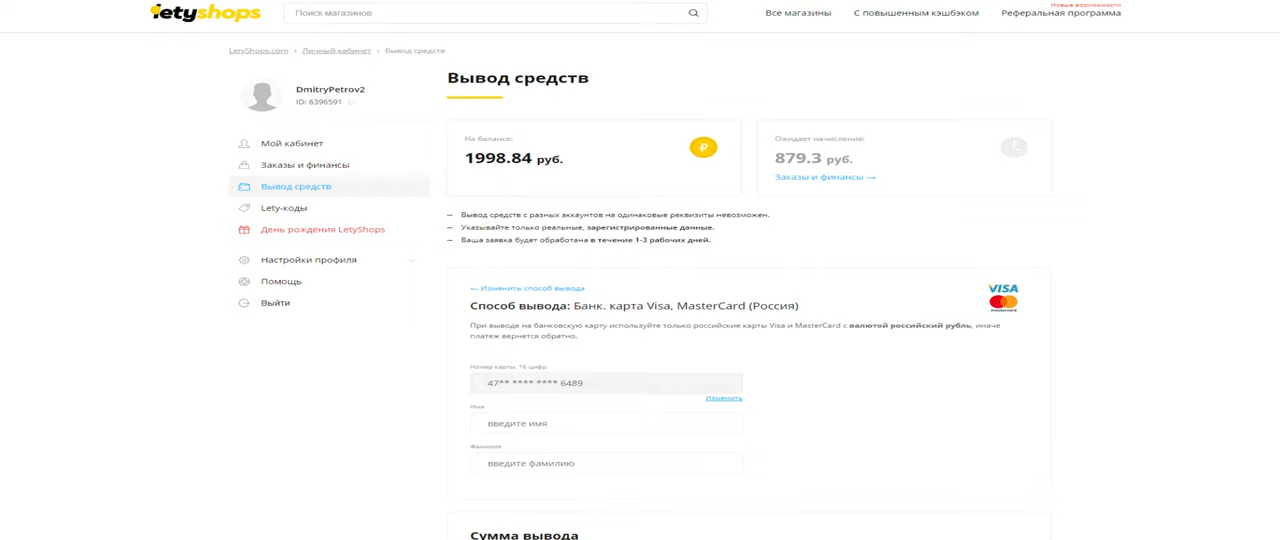 letyshops
Поиск магазинов
Все магазины
С повышенным кэшбэком
Новые возможности
Реферальная программа
LetyShops.com › Личный кабинет › Вывод средств
DmitryPetrov2
ID: 6396591
Мой кабинет
Заказы и финансы
Вывод средств
Lety-коды
День рождения LetyShops
Настройки профиля
Помощь
Выйти
Вывод средств
На балансе:
1998.84 руб.
Ожидает начисления:
879.3 руб.
Заказы и финансы →
— Вывод средств с разных аккаунтов на одинаковые реквизиты невозможен.
— Указывайте только реальные, зарегистрированные данные.
— Ваша заявка будет обработана в течение 1-3 рабочих дней.
← Изменить способ вывода
VISA
mastercard
Способ вывода: Банк. карта Visa, MasterCard (Россия)
При выводе на банковскую карту используйте только российские карты Visa и MasterCard с валютой российский рубль, иначе
платеж вернется обратно.
Номер карты, 16 цифр
47** **** **** 6489
Изменить
Имя
введите имя
Фамилия
введите фамилию
Сумма вывода